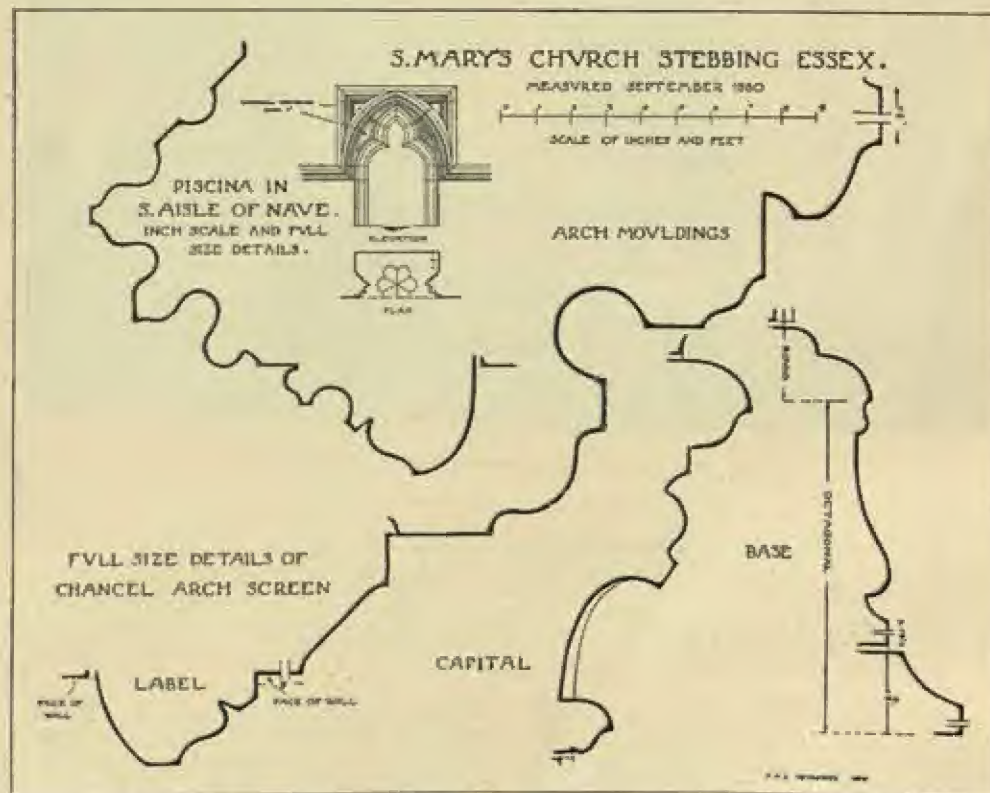 S. MARY'S CHVRCH STEBBING ESSEX.
MEASVRED SEPTEMBER 1880
SCALE OF INCHES AND FEET
PISCINA IN
S. AISLE OF NAVE.
INCH SCALE AND FVLL
SIZE DETAILS.
ELEVATION
PLAN
ARCH MOVLDINGS
ROUND
OCTAGONAL
BASE
FVLL SIZE DETAILS OF
CHANCEL ARCH SCREEN
CAPITAL
LABEL
FACE OF
WALL
FACE OF WALL